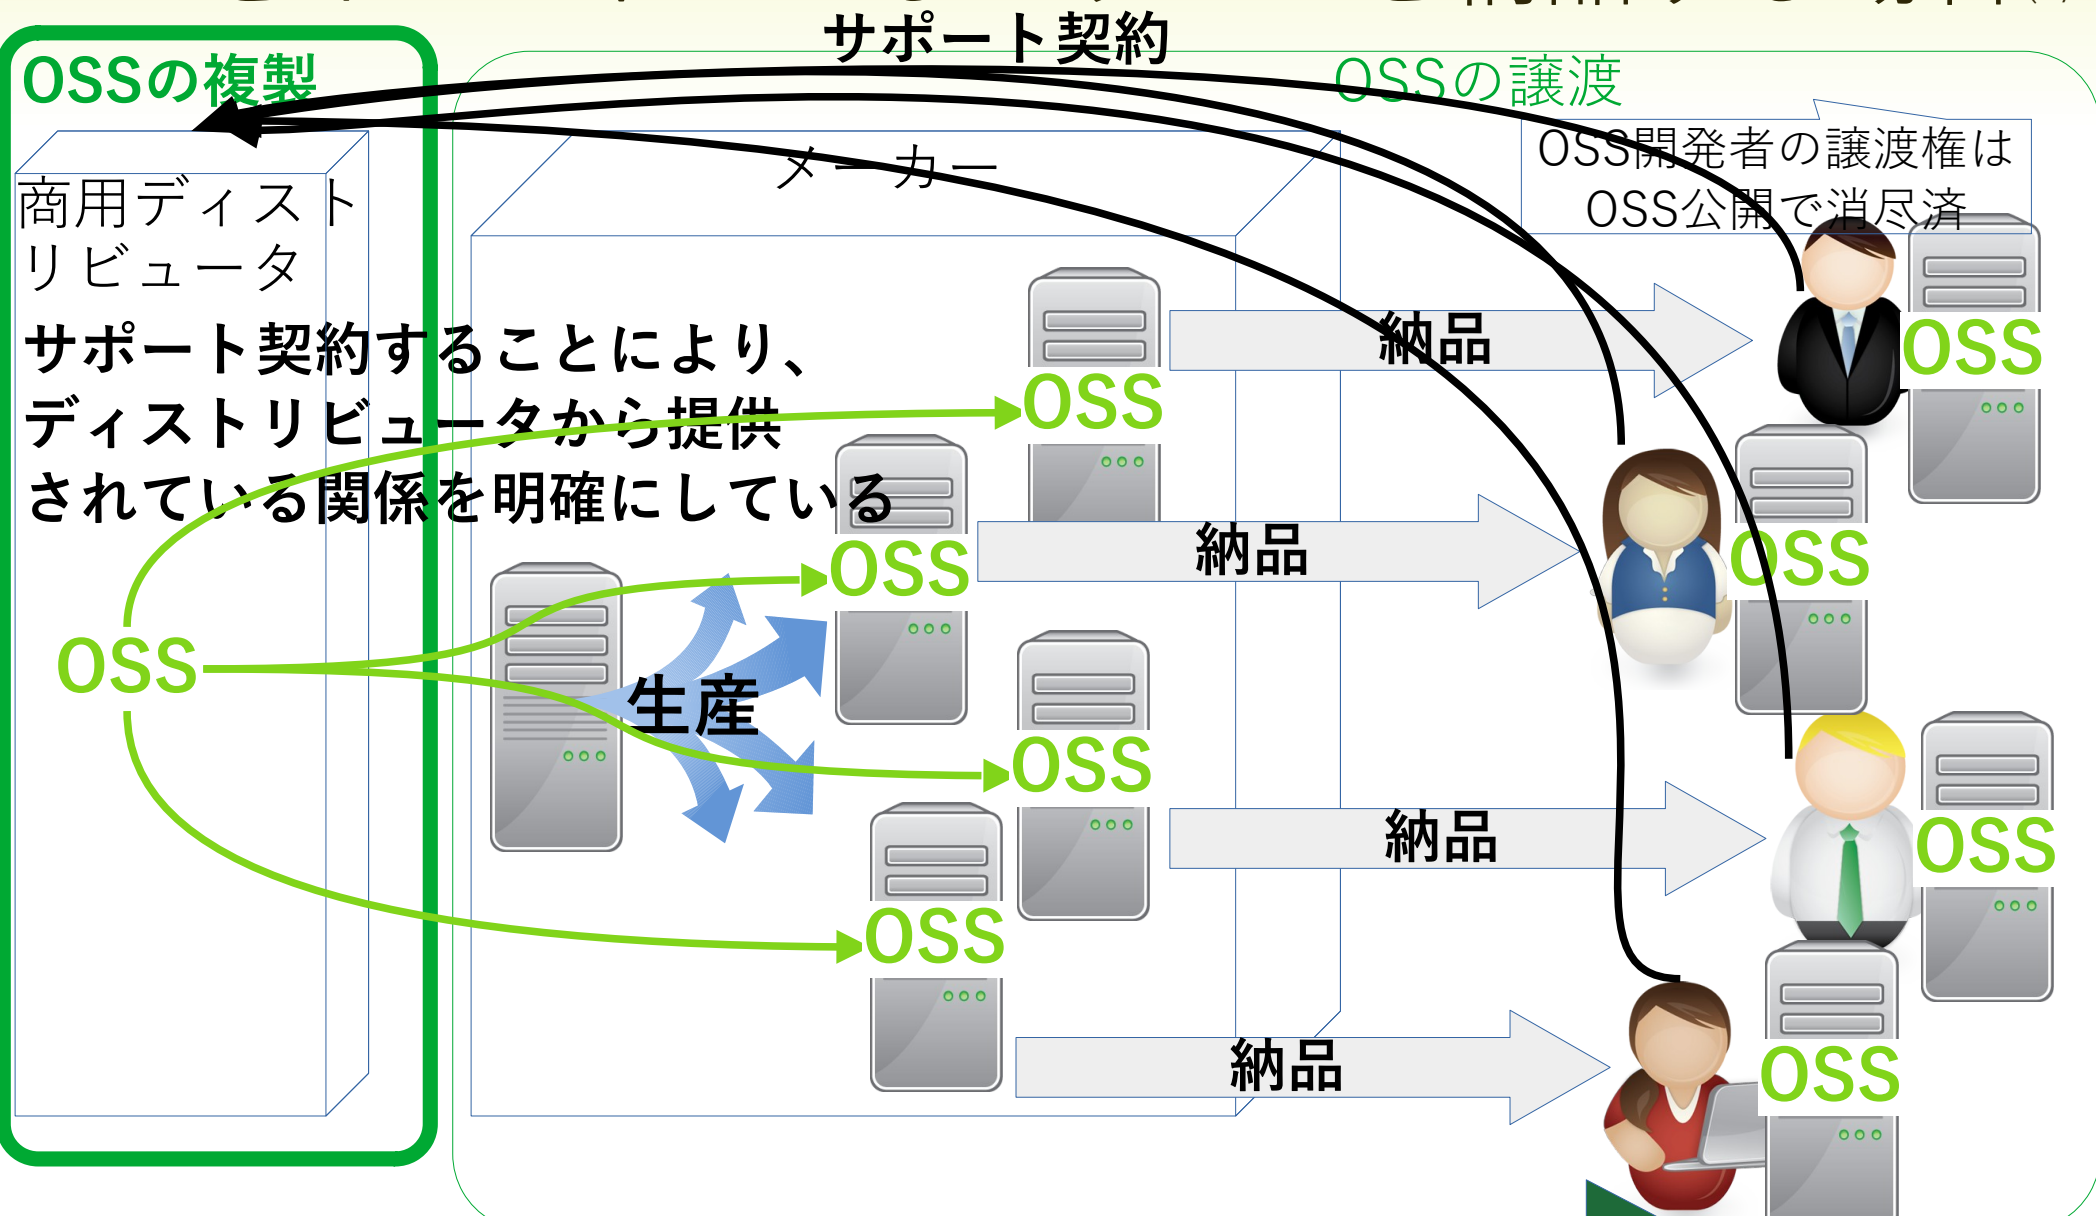 サポート契約
OSSの複製
OSSの譲渡
OSS開発者の譲渡権は
OSS公開で消尽済
商用ディスト
リビュータ
メーカー
サポート契約することにより、
ディストリビュータから提供
されている関係を明確にしている
納品
OSS
OSS
納品
OSS
OSS
OSS
生産
OSS
納品
OSS
OSS
納品
OSS